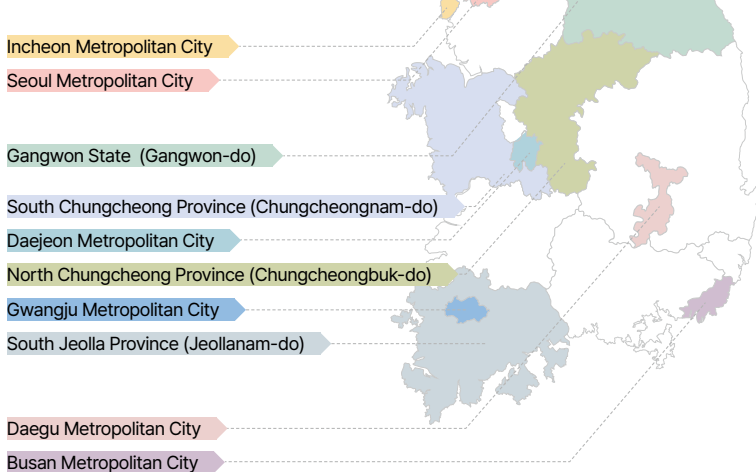 Incheon Metropolitan City
Seoul Metropolitan City
Gangwon State (Gangwon-do)
South Chungcheong Province (Chungcheongnam-do)
Daejeon Metropolitan City
North Chungcheong Province (Chungcheongbuk-do)
Gwangju Metropolitan City
South Jeolla Province (Jeollanam-do)
Daegu Metropolitan City
Busan Metropolitan City